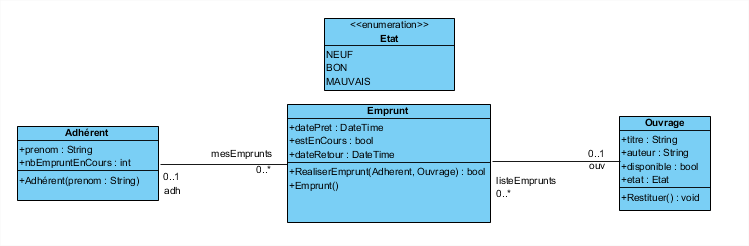 <<enumeration>>
Etat
NEUF
BON
MAUVAIS
Adhérent
+prenom : String
+nbEmpruntEnCours : int
+Adhérent(prenom : String)
mesEmprunts
0..*
0..1
adh
Emprunt
+datePret : DateTime
+estEnCours : bool
+dateRetour : DateTime
+RealiserEmprunt(Adherent, Ouvrage) : bool
+Emprunt()
0..1
ouv
listeEmprunts
0..*
Ouvrage
+titre : String
+auteur : String
+disponible : bool
+etat : Etat
+Restituer() : void